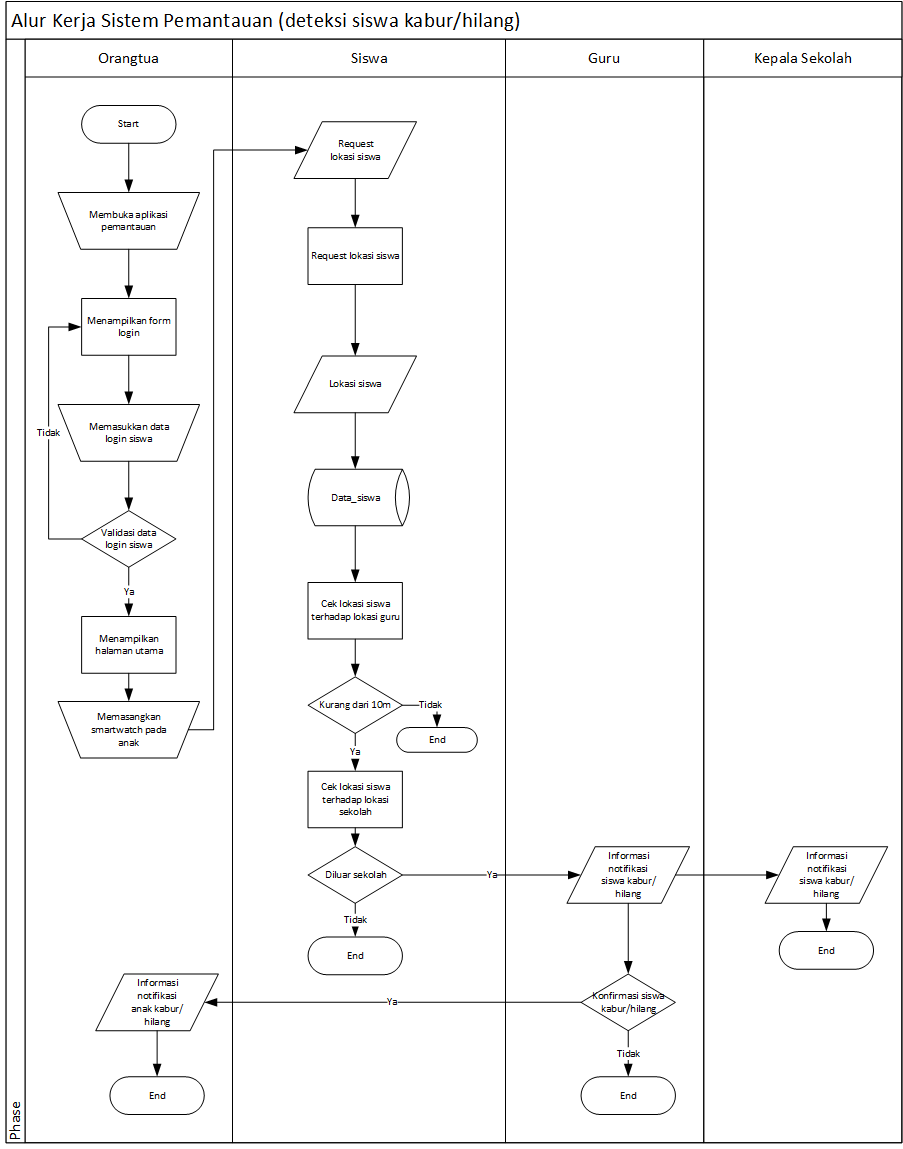 Alur Kerja Sistem Pemantauan (deteksi siswa kabur/hilang)
Orangtua
Siswa
Guru
Kepala Sekolah
Start
Membuka aplikasi
pemantauan
Menampilkan form
login
Memasukkan data
login siswa
Tidak
Validasi data
login siswa
Ya
Menampilkan
halaman utama
Memasangkan
smartwatch pada
anak
Request
lokasi siswa
Request lokasi siswa
Lokasi siswa
Data_siswa
Cek lokasi siswa
terhadap lokasi guru
Kurang dari 10m
Tidak
End
Ya
Cek lokasi siswa
terhadap lokasi
sekolah
Diluar sekolah
Ya
Tidak
End
Informasi
notifikasi
siswa kabur/
hilang
Informasi
notifikasi
siswa kabur/
hilang
End
Konfirmasi siswa
kabur/hilang
Ya
Tidak
End
Informasi
notifikasi
anak kabur/
hilang
End
Phase